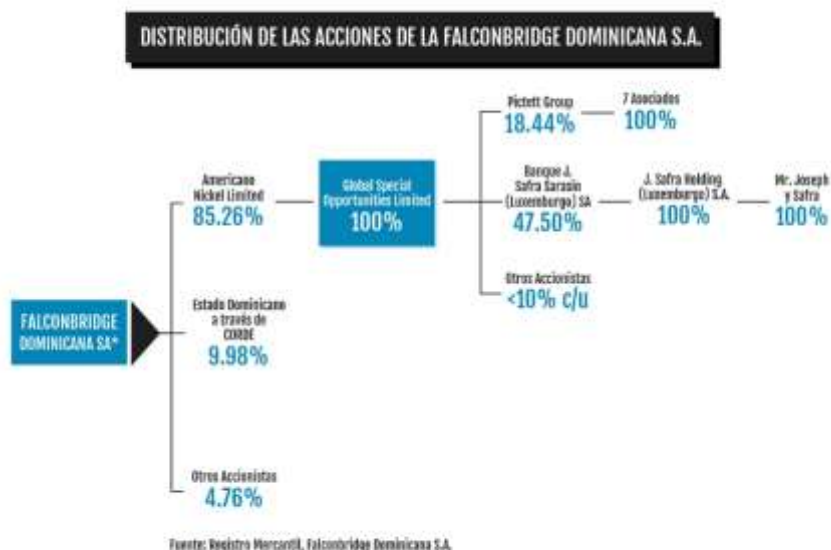 DISTRIBUCIÓN DE LAS ACCIONES DE LA FALCONBRIDGE DOMINICANA S.A.
Pictett Group
18.44%
7 Asociados
100%
Americano
Nickel Limited
85.26%
Global Special
Opportunities Limited
100%
Banque J.
Safra Sarasin
(Luxemburgo) SA
47.50%
J. Safra Holding
(Luxemburgo) S.A.
100%
Mr. Joseph
y Safra
100%
Otros Accionistas
<10% c/u
FALCONBRIDGE
DOMINICANA SA*
Estado Dominicano
a través de
CORDE
9.98%
Otros Accionistas
4.76%
Fuente: Registro Mercantil, Falconbridge Dominicana S.A.